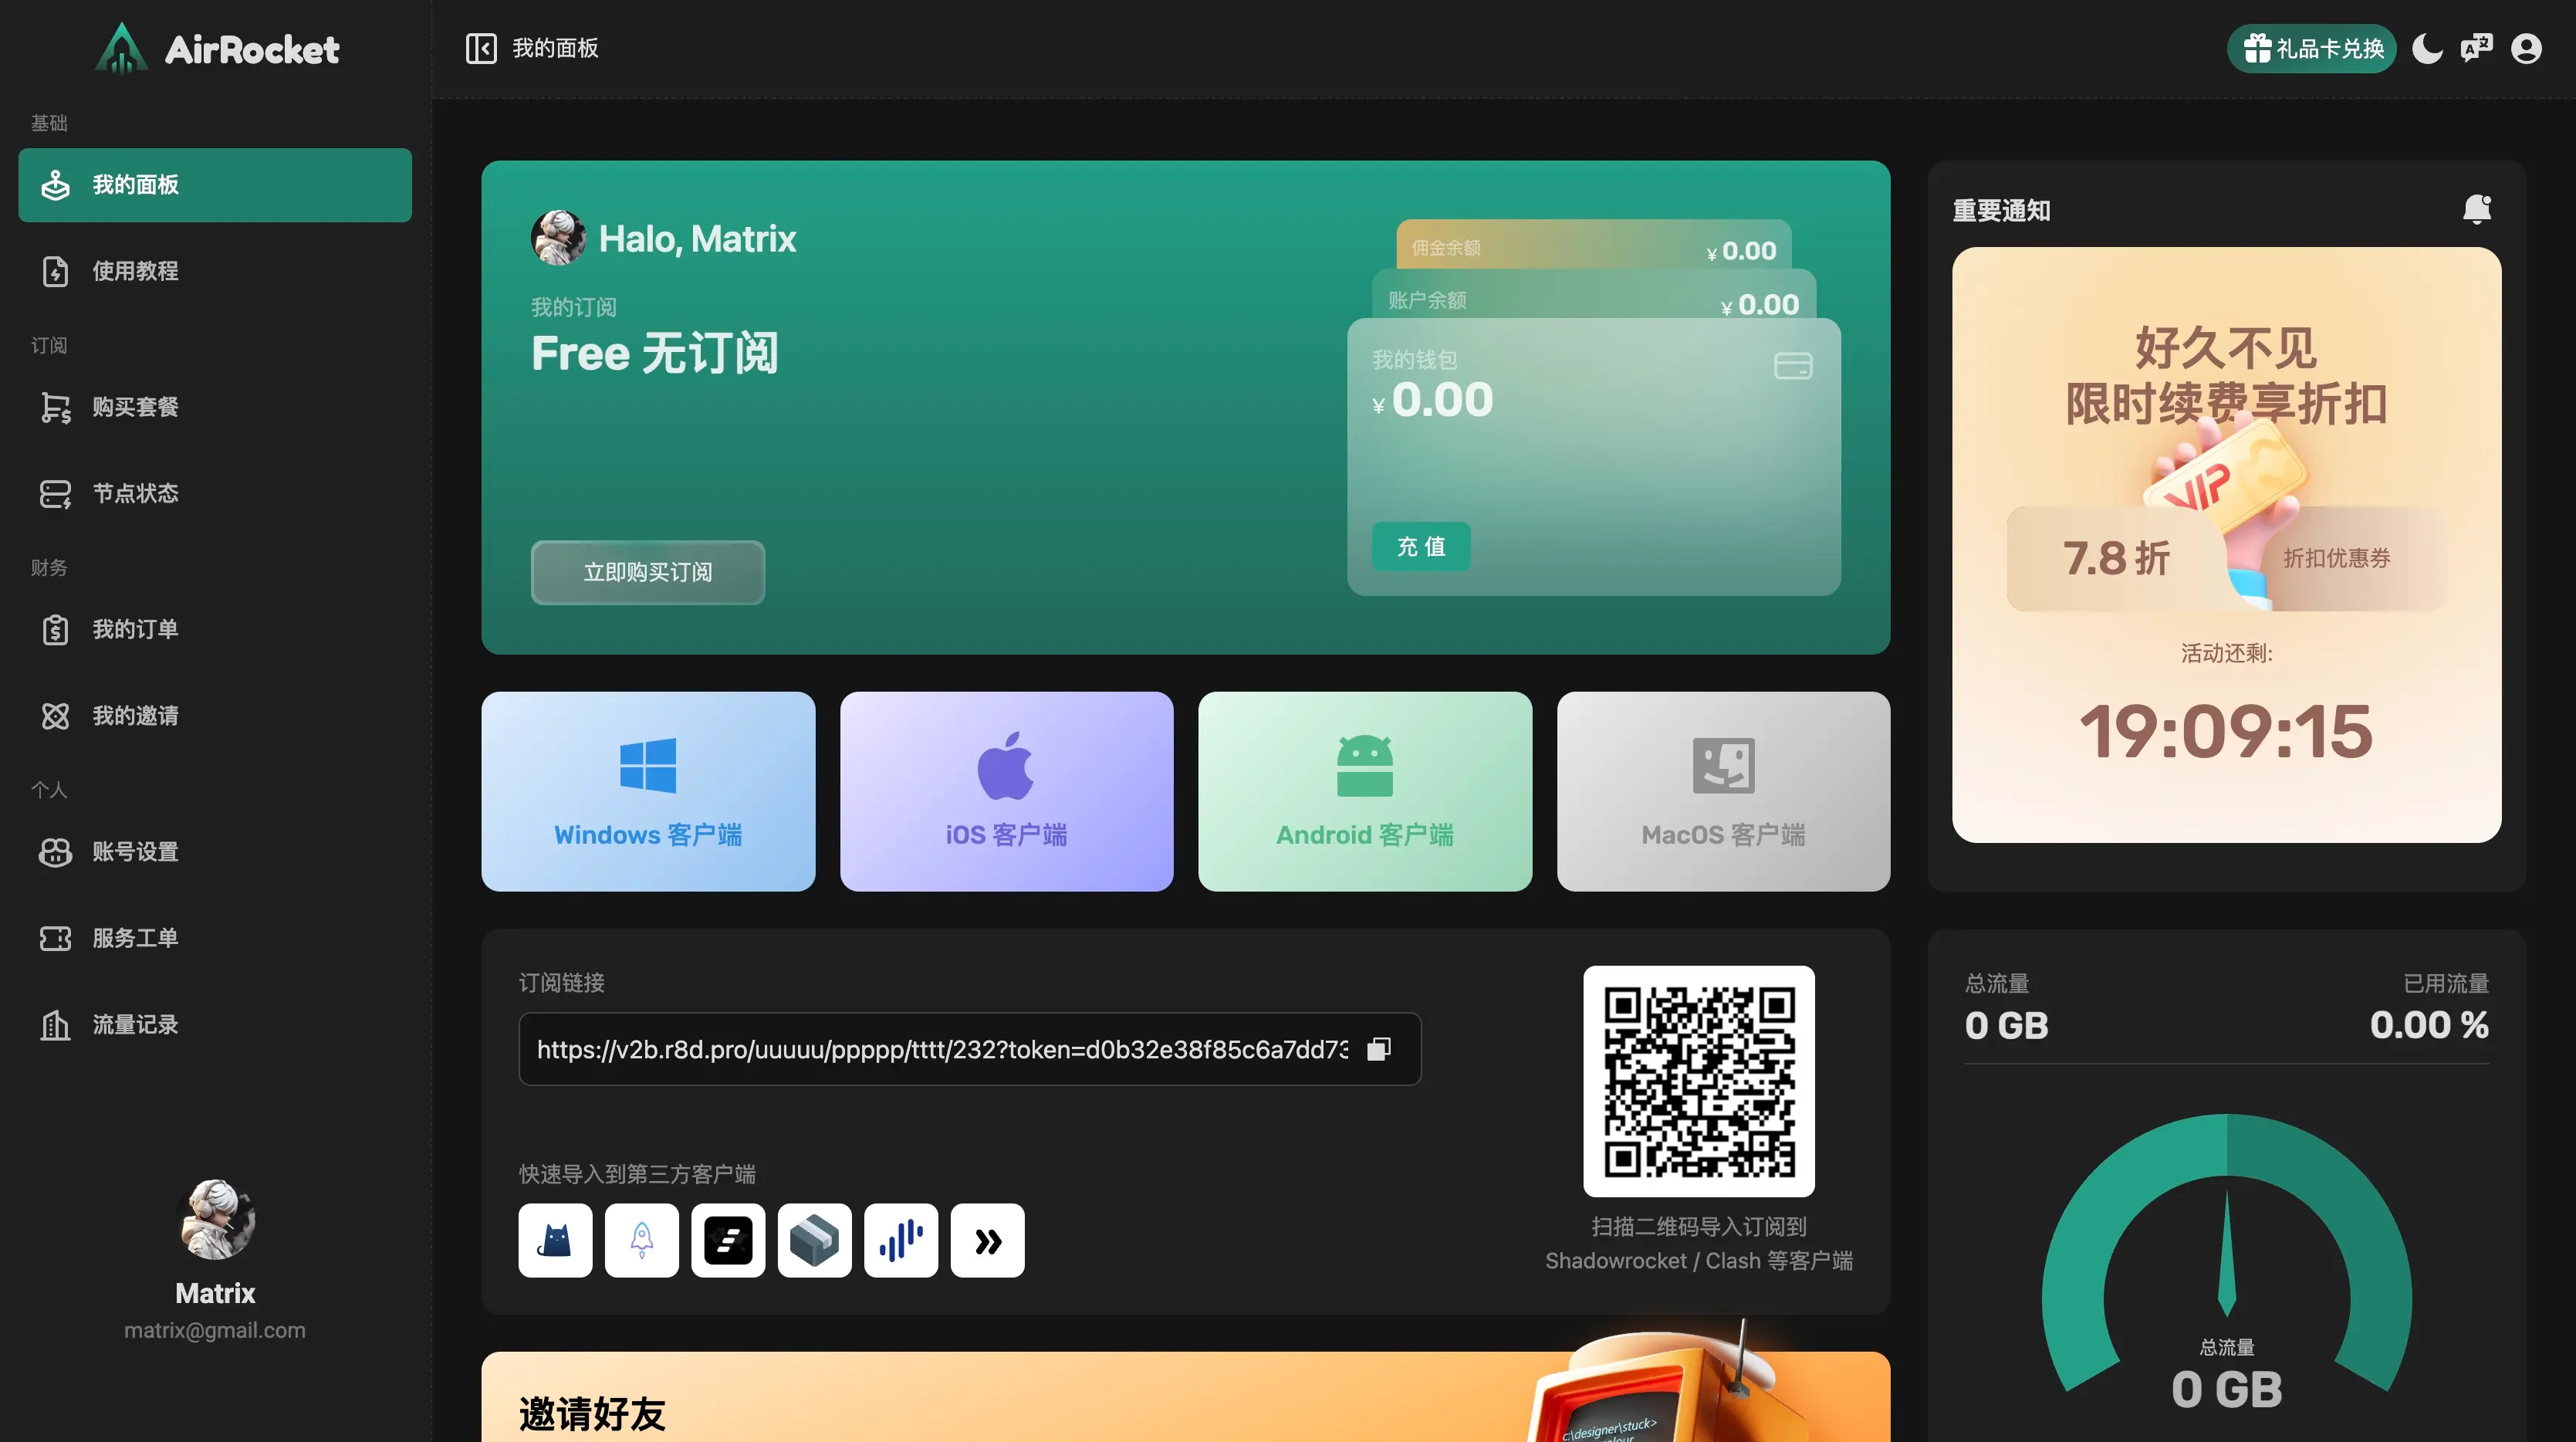 AirRocket
我的面板
礼品卡兑换
基础
我的面板
使用教程
订阅
购买套餐
节点状态
财务
我的订单
我的邀请
个人
账号设置
服务工单
流量记录
Matrix
matrix@gmail.com
Halo, Matrix
我的订阅
Free 无订阅
立即购买订阅
佣金余额
¥ 0.00
账户余额
¥ 0.00
我的钱包
¥ 0.00
充 值
Windows 客户端
iOS 客户端
Android 客户端
MacOS 客户端
订阅链接
https://v2b.r8d.pro/uuuuu/ppppp/tttt/232?token=d0b32e38f85c6a7dd73
快速导入到第三方客户端
扫描二维码导入订阅到
Shadowrocket / Clash 等客户端
邀请好友
c:\designer\stuck>
重要通知
好久不见
限时续费享折扣
VIP
7.8 折
折扣优惠券
活动还剩:
19:09:15
总流量
0 GB
已用流量
0.00 %
总流量
0 GB